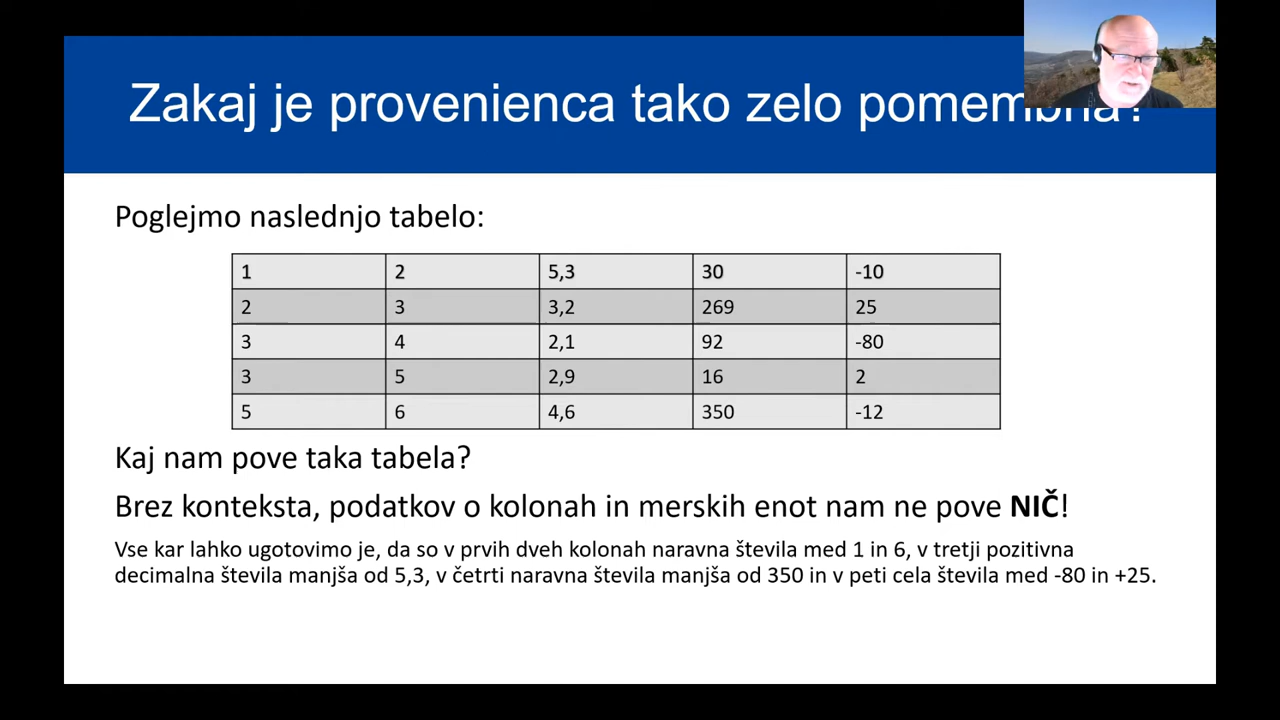 Zakaj je provenienca tako zelo pomembna?
Poglejmo naslednjo tabelo:
1 2 5,3 30 -10
2 3 3,2 269 25
3 4 2,1 92 -80
3 5 2,9 16 2
5 6 4,6 350 -12
Kaj nam pove taka tabela?
Brez konteksta, podatkov o kolonah in merskih enot nam ne pove NIČ!
Vse kar lahko ugotovimo je, da so v prvih dveh kolonah naravna števila med 1 in 6, v tretji pozitivna
decimalna števila manjša od 5,3, v četrti naravna števila manjša od 350 in v peti cela števila med -80 in +25.